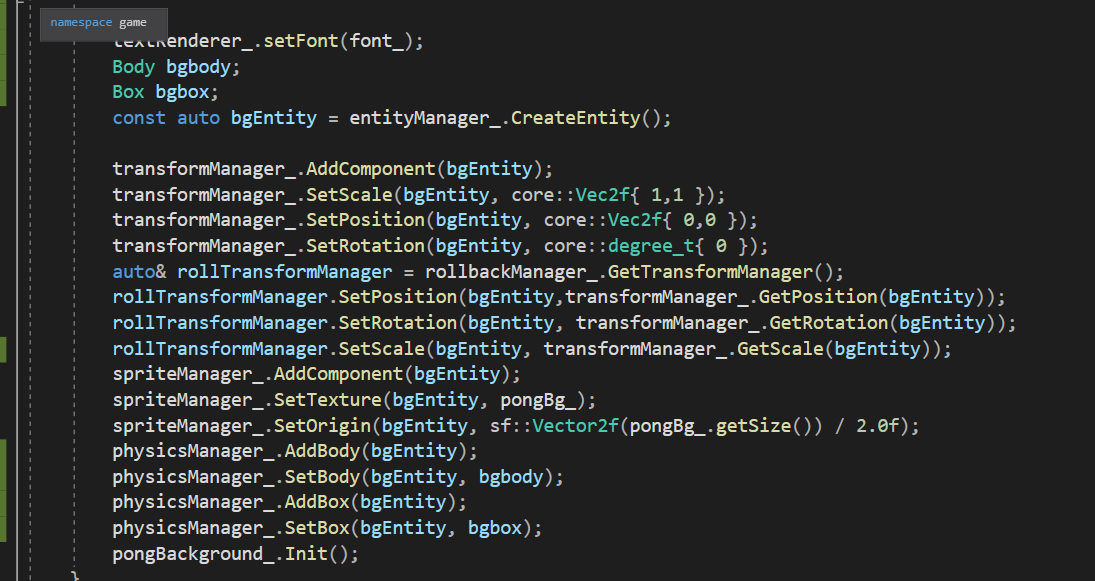 namespace game
textRenderer_.setFont(font_);
Body bgbody;
Box bgbox;
const auto bgEntity = entityManager_.CreateEntity();
transformManager_.AddComponent(bgEntity);
transformManager_.SetScale(bgEntity, core::Vec2f{ 1,1 });
transformManager_.SetPosition(bgEntity, core::Vec2f{ 0,0 });
transformManager_.SetRotation(bgEntity, core::degree_t{ 0 });
auto& rollTransformManager = rollbackManager_.GetTransformManager();
rollTransformManager.SetPosition(bgEntity,transformManager_.GetPosition(bgEntity));
rollTransformManager.SetRotation(bgEntity, transformManager_.GetRotation(bgEntity));
rollTransformManager.SetScale(bgEntity, transformManager_.GetScale(bgEntity));
spriteManager_.AddComponent(bgEntity);
spriteManager_.SetTexture(bgEntity, pongBg_);
spriteManager_.SetOrigin(bgEntity, sf::Vector2f(pongBg_.getSize()) / 2.0f);
physicsManager_.AddBody(bgEntity);
physicsManager_.SetBody(bgEntity, bgbody);
physicsManager_.AddBox(bgEntity);
physicsManager_.SetBox(bgEntity, bgbox);
pongBackground_.Init();
}